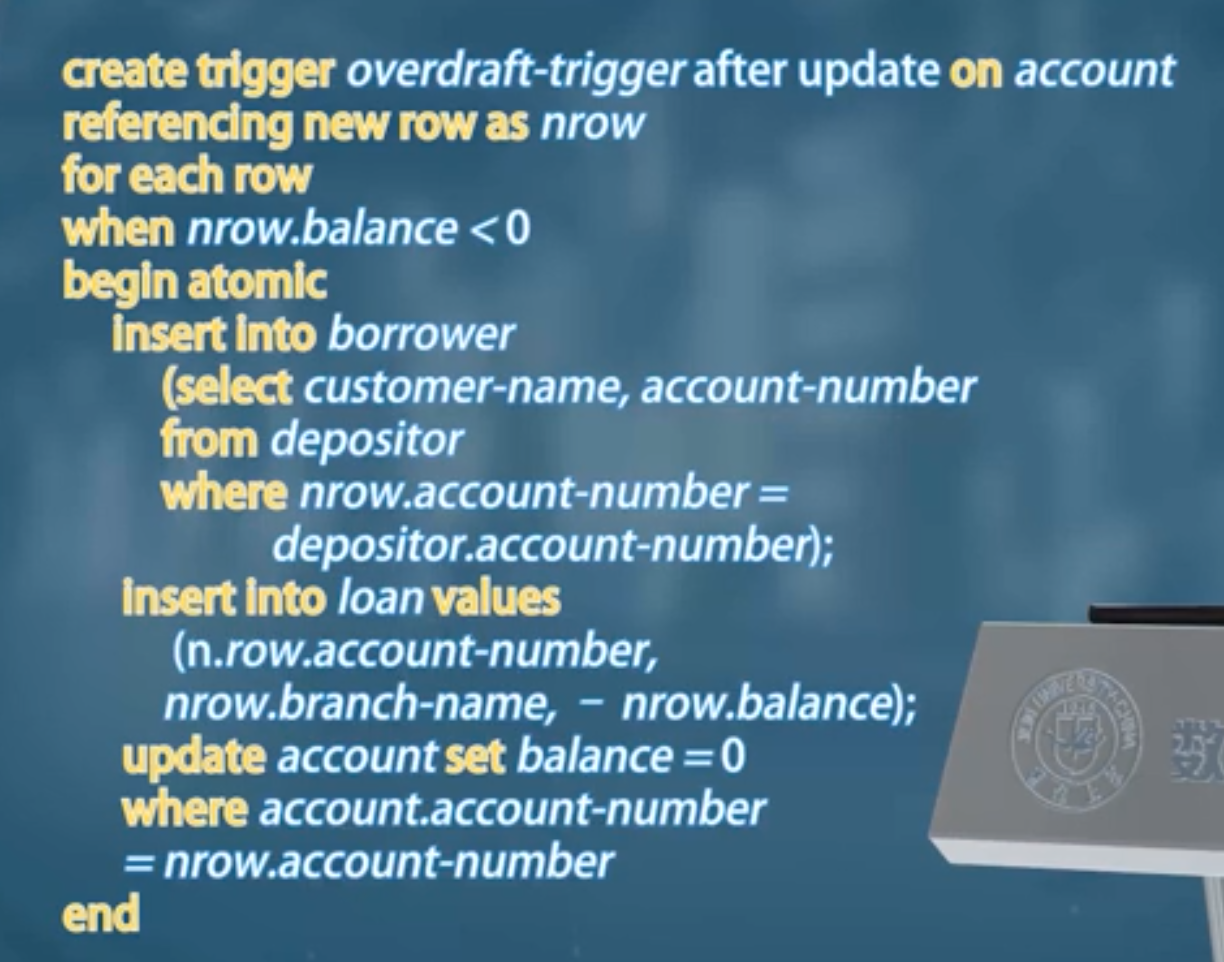 create trigger overdraft-trigger after update on account
referencing new row as nrow
for each row
when nrow.balance < 0
begin atomic
insert into borrower
(select customer-name, account-number
from depositor
where nrow.account-number =
depositor.account-number);
insert into loan values
(n.row.account-number,
nrow.branch-name, – nrow.balance);
update account set balance = 0
where account.account-number
= nrow.account-number
end
数